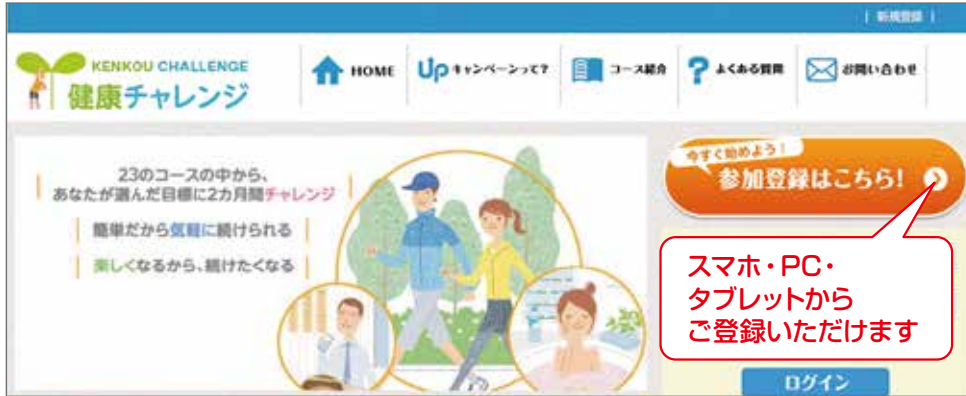 | 新規登録 |
KENKOU CHALLENGE
健康チャレンジ
HOME
Up キャンペーンって?
コース紹介
? よくある質問
お問い合わせ
23のコースの中から、
あなたが選んだ目標に2カ月間チャレンジ
簡単だから気軽に続けられる
楽しくなるから、続けたくなる
今すぐ始めよう!
参加登録はこちら!
スマホ・PC・
タブレットから
ご登録いただけます
ログイン